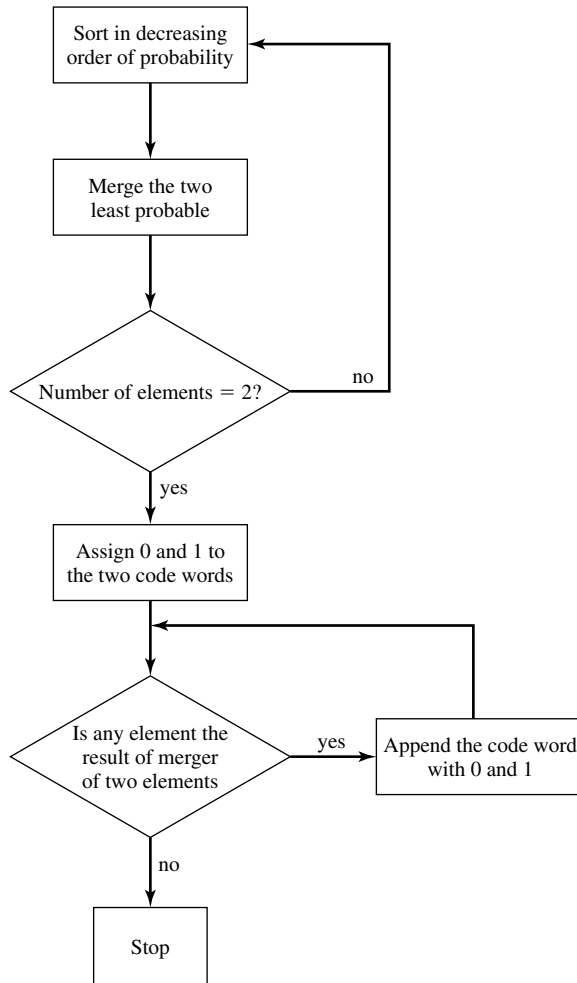 Sort in decreasing
order of probability
Merge the two
least probable
Number of elements = 2?
no
yes
Assign 0 and 1 to
the two code words
Is any element the
result of merger
of two elements
yes
Append the code word
with 0 and 1
no
Stop